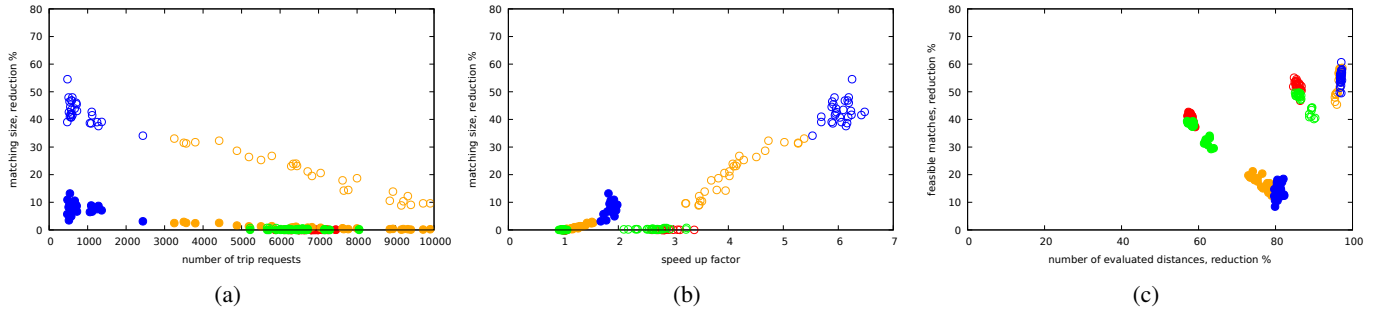 80
70
60
50
40
30
20
10
0
matching size, reduction %
0 1000 2000 3000 4000 5000 6000 7000 8000 9000 10000
number of trip requests
(a)
80
70
60
50
40
30
20
10
0
matching size, reduction %
0 1 2 3 4 5 6 7
speed up factor
(b)
80
70
60
50
40
30
20
10
0
feasible matches, reduction %
0 20 40 60 80 100
number of evaluated distances, reduction %
(c)